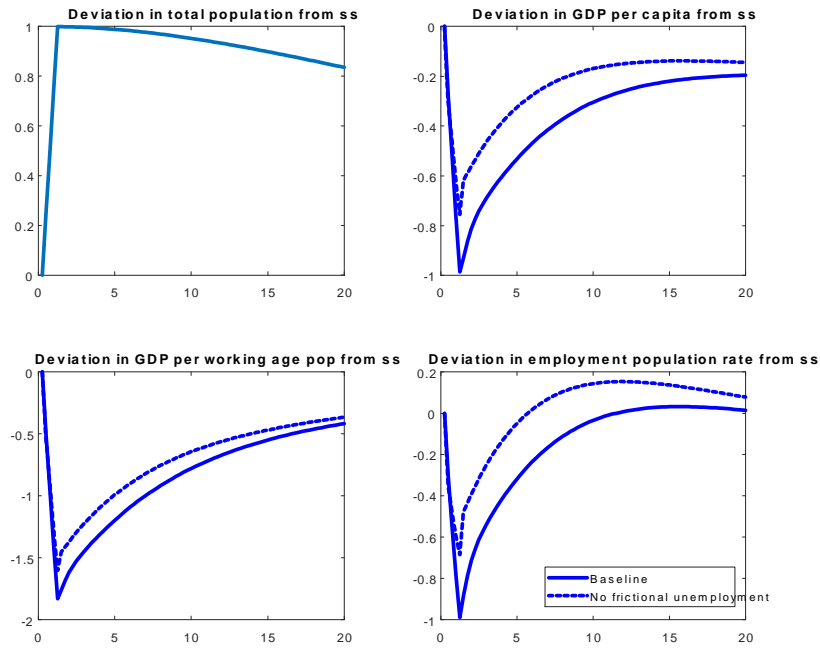 Deviation in total population from ss
1
0.8
0.6
0.4
0.2
0
0 5 10 15 20
Deviation in GDP per capita from ss
0
-0.2
-0.4
-0.6
-0.8
-1
0 5 10 15 20
Deviation in GDP per working age pop from ss
0
-0.5
-1
-1.5
-2
0 5 10 15 20
Deviation in employment population rate from ss
0.2
0
-0.2
-0.4
-0.6
-0.8
-1
0 5 10 15 20
Baseline
No frictional unemployment